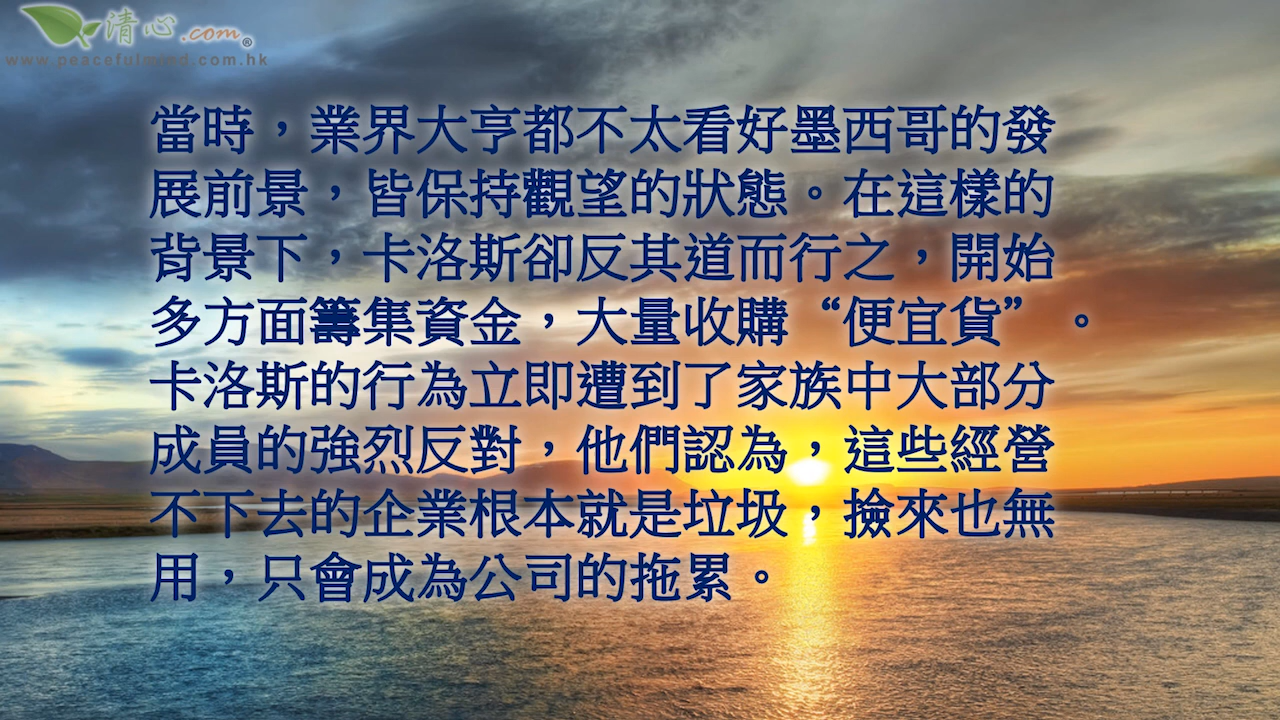 清心.com®
www.peacefulmind.com.hk
當時，業界大亨都不太看好墨西哥的發
展前景，皆保持觀望的狀態。在這樣的
背景下，卡洛斯卻反其道而行之，開始
多方面籌集資金，大量收購“便宜貨”。
卡洛斯的行為立即遭到了家族中大部分
成員的強烈反對，他們認為，這些經營
不下去的企業根本就是垃圾，撿來也無
用，只會成為公司的拖累。